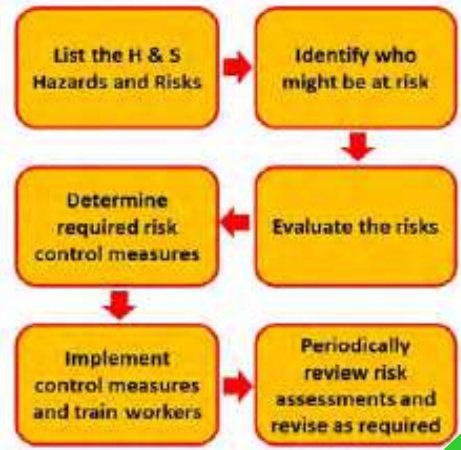 List the H & S
Hazards and Risks
Identify who
might be at risk
Evaluate the risks
Determine
required risk
control measures
Implement
control measures
and train workers
Periodically
review risk
assessments and
revise as required